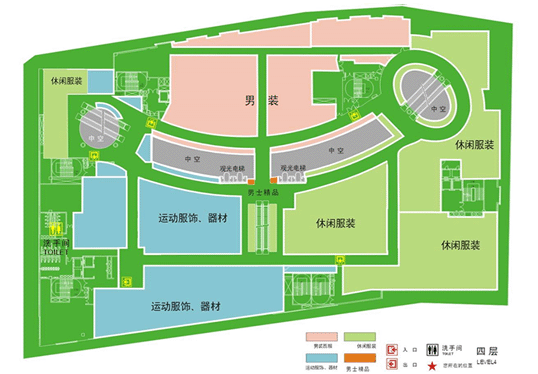 休闲服装
男 装
中 空
休闲服装
中 空
中 空
中 空
观光电梯
观光电梯
男士精品
运动服饰、器材
休闲服装
休闲服装
洗手间
TOILET
运动服饰、器材
休闲服装
入 口
洗手间
TOILET
四 层
LEVEL4
运动服饰、器材
男士精品
出 口
您所在的位置